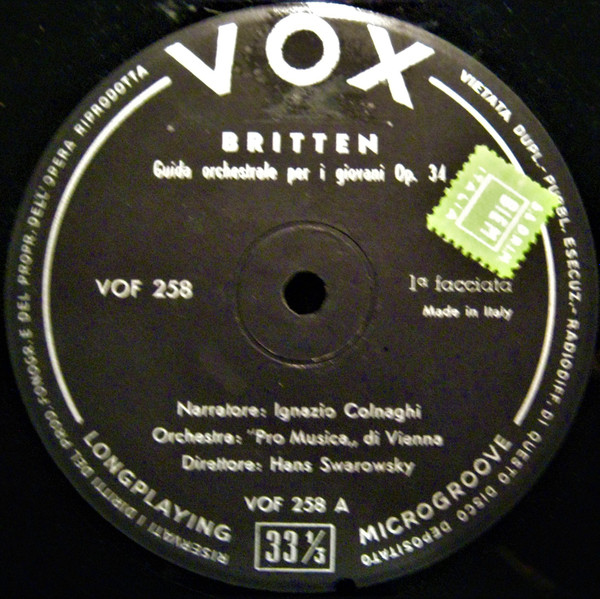 VOX
BRITTEN
Guida orchestrale per i giovani Op. 34
VOF 258
1ª facciata
Made in Italy
Narratore: Ignazio Colnaghi
Orchestra: "Pro Musica„ di Vienna
Direttore: Hans Swarowsky
VOF 258 A
33⅓
LONGPLAYING
MICROGROOVE
RISERVATI I DIRITTI DEL PROD. FONOGR. E DEL PROPR. DELL'OPERA RIPRODOTTA
VIETATA DUPL.- PUBBL. ESECUZ.- RADIODIFF. DI QUESTO DISCO DEPOSITATO
BIEM
ITALIA